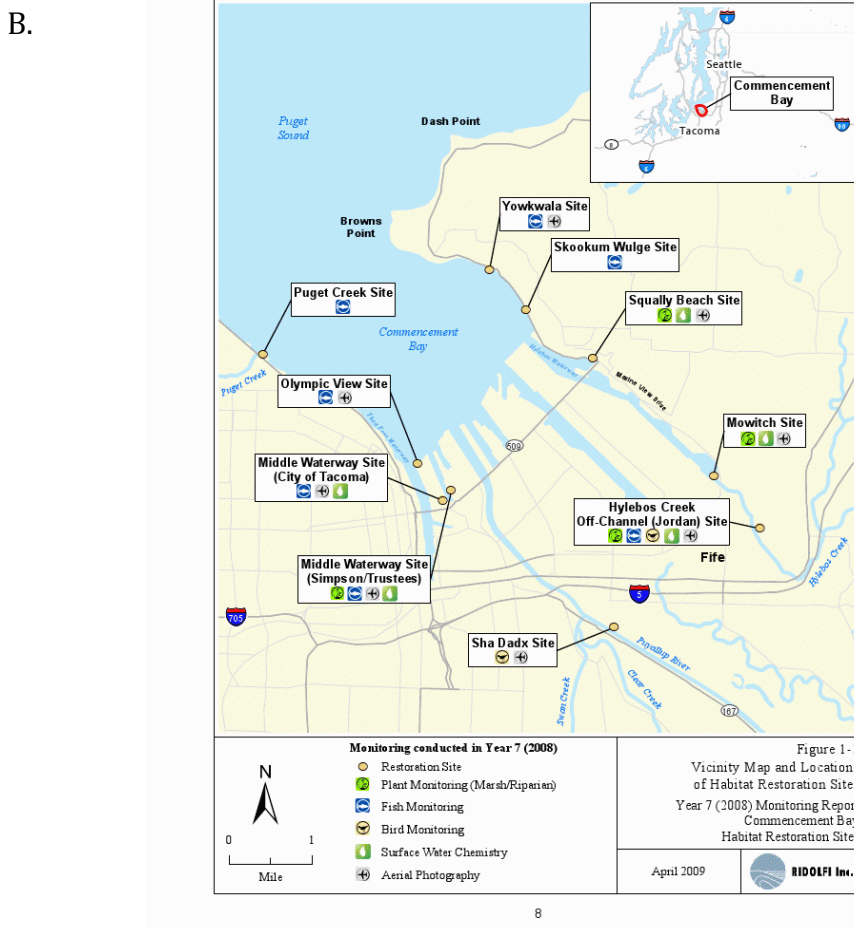 B.
Seattle
Commencement
Bay
Tacoma
Puget
Sound
Dash Point
Browns
Point
Yowkwala Site
Skookum Wulge Site
Squally Beach Site
Puget Creek Site
Commencement
Bay
Hylebos Waterway
Marine View Drive
Puget Creek
Olympic View Site
Thea Foss Waterway
509
Mowitch Site
Middle Waterway Site
(City of Tacoma)
Hylebos Creek
Off-Channel (Jordan) Site
Fife
Hylebos Creek
Middle Waterway Site
(Simpson/Trustees)
5
705
Sha Dadx Site
Puyallup River
Clear Creek
Swan Creek
167
Monitoring conducted in Year 7 (2008)
Restoration Site
Plant Monitoring (Marsh/Riparian)
Fish Monitoring
Bird Monitoring
Surface Water Chemistry
Aerial Photography
N
0 1
Mile
Figure 1-
Vicinity Map and Location
of Habitat Restoration Site
Year 7 (2008) Monitoring Repor
Commencement Bay
Habitat Restoration Site
April 2009
RIDOLFI Inc.
8